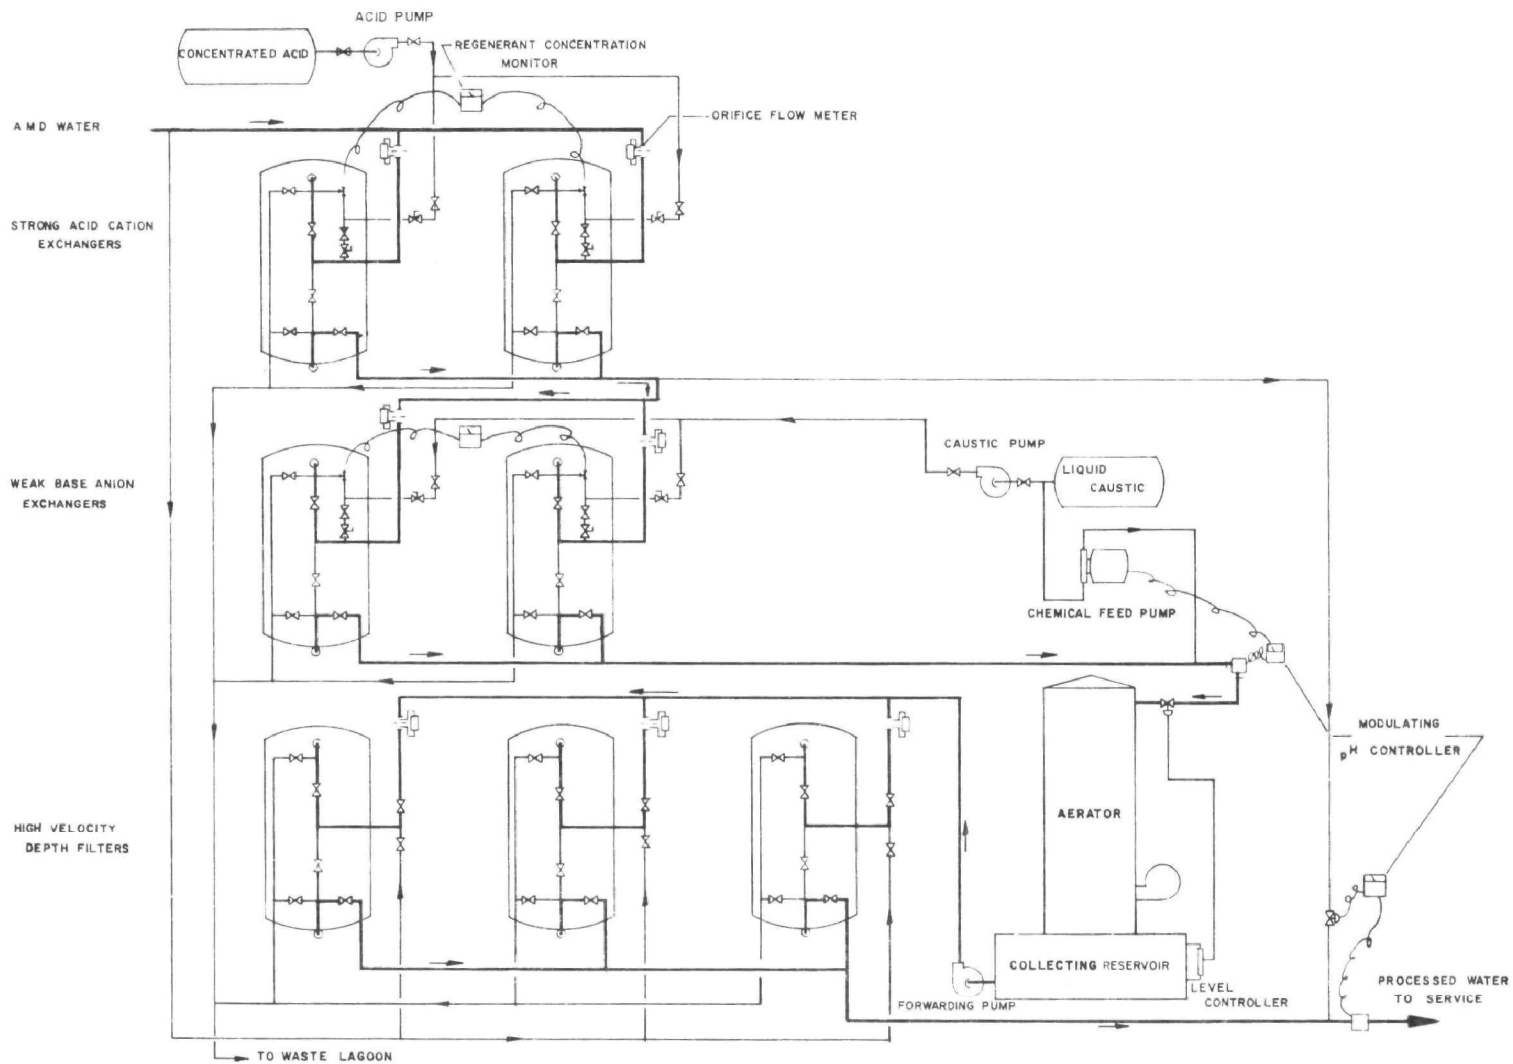 ACID PUMP
CONCENTRATED ACID
REGENERANT CONCENTRATION
MONITOR
AMD WATER
ORIFICE FLOW METER
STRONG ACID CATION
EXCHANGERS
CAUSTIC PUMP
LIQUID
CAUSTIC
WEAK BASE ANION
EXCHANGERS
CHEMICAL FEED PUMP
MODULATING
pH CONTROLLER
AERATOR
HIGH VELOCITY
DEPTH FILTERS
COLLECTING RESERVOIR
FORWARDING PUMP
LEVEL
CONTROLLER
PROCESSED WATER
TO SERVICE
TO WASTE LAGOON